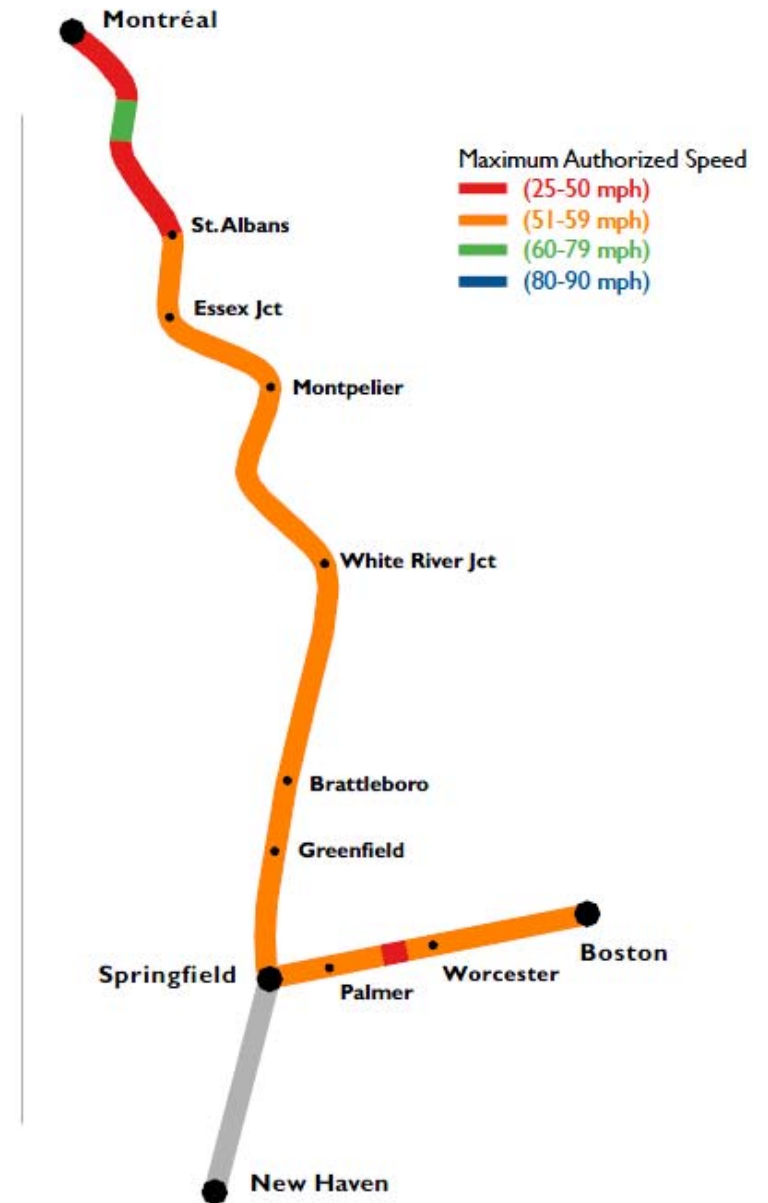 Montréal
Maximum Authorized Speed
(25-50 mph)
(51-59 mph)
(60-79 mph)
(80-90 mph)
St. Albans
Essex Jct
Montpelier
White River Jct
Brattleboro
Greenfield
Boston
Worcester
Springfield
Palmer
New Haven